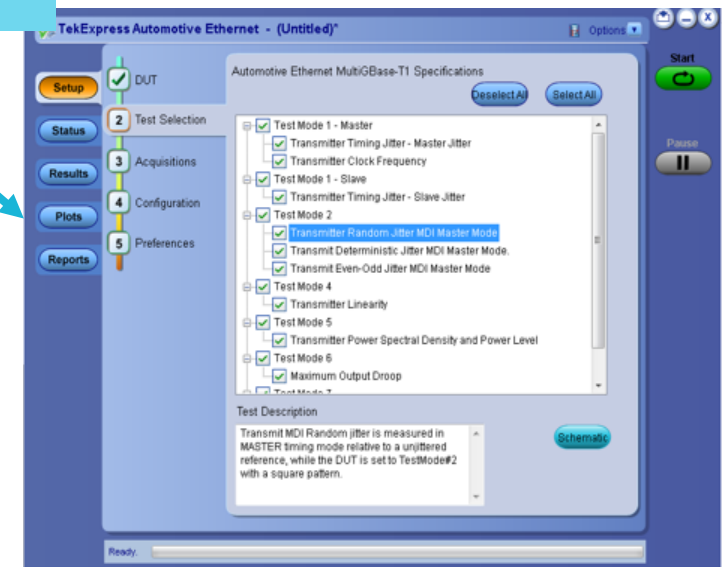 TekExpress Automotive Ethernet - (Untitled)*
Options
Start
Setup
Status
Results
Plots
Reports
DUT
2 Test Selection
3 Acquisitions
4 Configuration
5 Preferences
Automotive Ethernet MultiGBase-T1 Specifications
Deselect All
Select All
Test Mode 1 - Master
Transmitter Timing Jitter - Master Jitter
Transmitter Clock Frequency
Test Mode 1 - Slave
Transmitter Timing Jitter - Slave Jitter
Test Mode 2
Transmitter Random Jitter MDI Master Mode
Transmit Deterministic Jitter MDI Master Mode.
Transmit Even-Odd Jitter MDI Master Mode
Test Mode 4
Transmitter Linearity
Test Mode 5
Transmitter Power Spectral Density and Power Level
Test Mode 6
Maximum Output Droop
Test Mode 7
Pause
Test Description
Transmit MDI Random jitter is measured in
MASTER timing mode relative to a unjittered
reference, while the DUT is set to TestMode#2
with a square pattern.
Schematic
Ready.